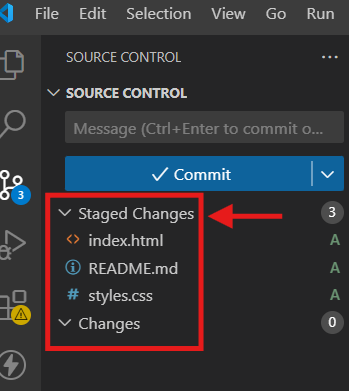 File Edit Selection View Go Run
SOURCE CONTROL ...
SOURCE CONTROL
Message (Ctrl+Enter to commit o...
Commit
3
Staged Changes 3
<> index.html A
README.md A
# styles.css A
Changes 0